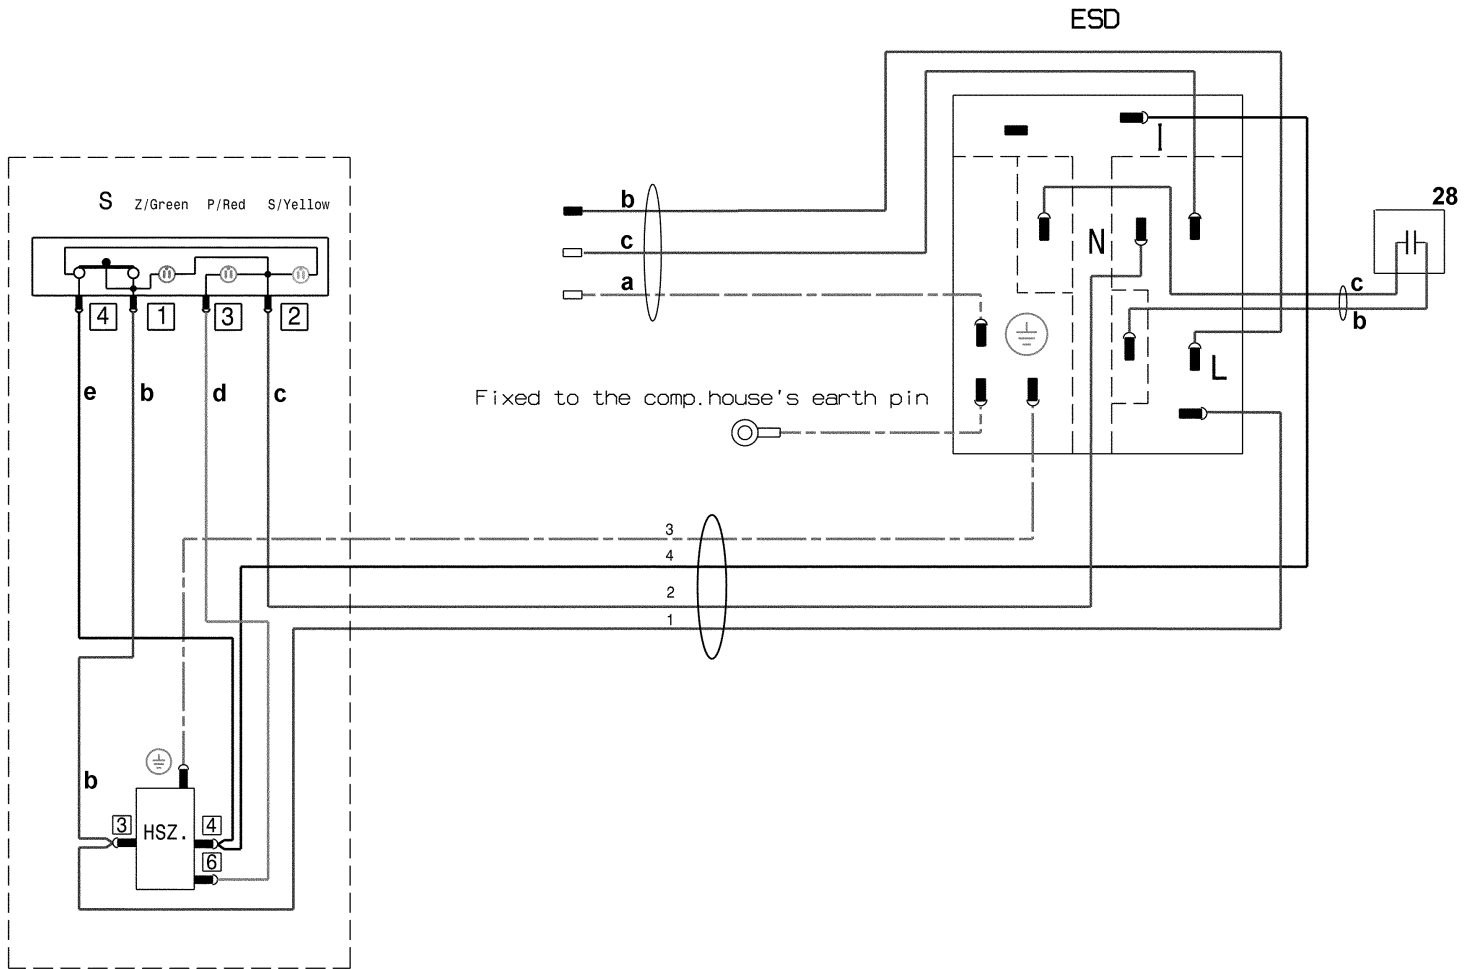 ESD
I
S Z/Green P/Red S/Yellow
b
28
c
N
a
c
4 1 3 2
b
L
e b d c
Fixed to the comp.house's earth pin
3
4
2
1
b
3 HSZ. 4
6